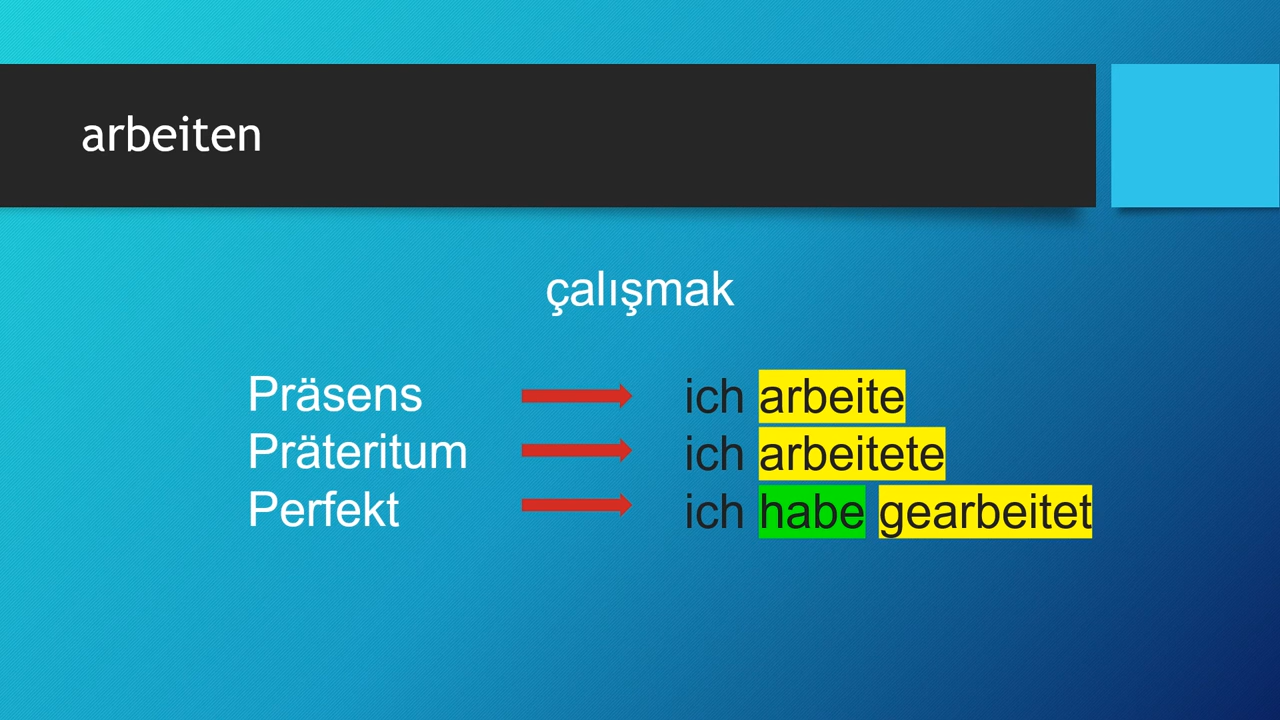 arbeiten
çalışmak
Präsens ich arbeite
Präteritum ich arbeitete
Perfekt ich habe gearbeitet